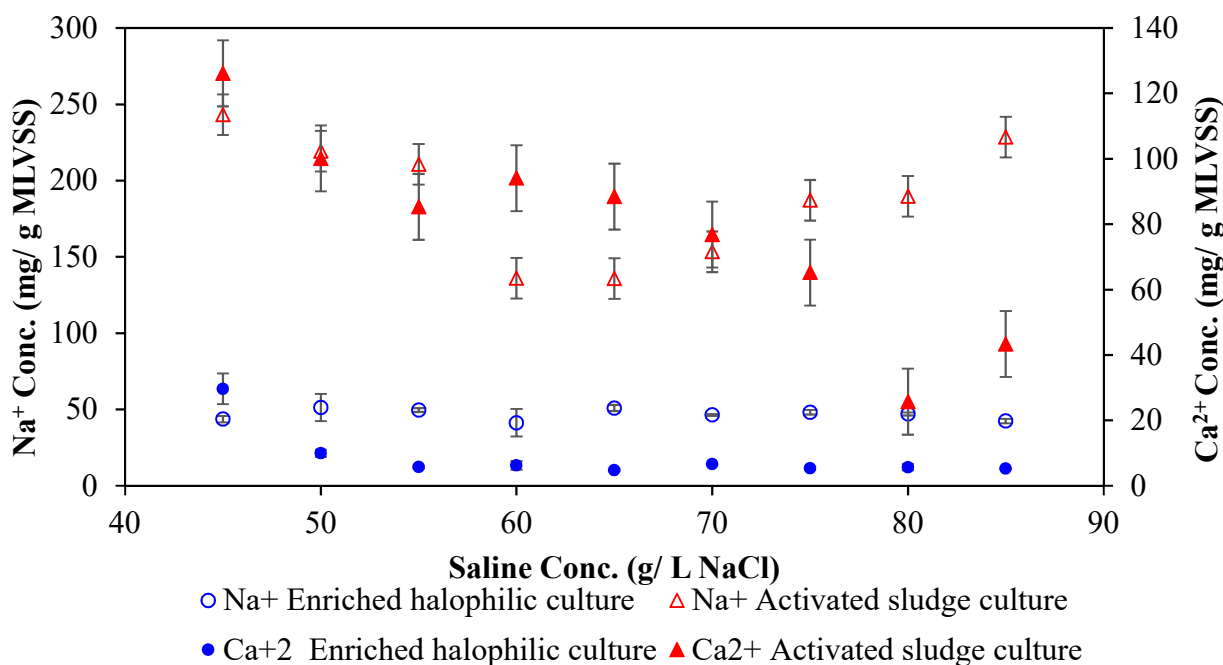 300
250
200
150
100
50
0
Na⁺ Conc. (mg/ g MLVSS)
140
120
100
80
60
40
20
0
Ca²⁺ Conc. (mg/ g MLVSS)
40 50 60 70 80 90
Saline Conc. (g/ L NaCl)
Na+ Enriched halophilic culture Na+ Activated sludge culture
Ca+2 Enriched halophilic culture Ca2+ Activated sludge culture